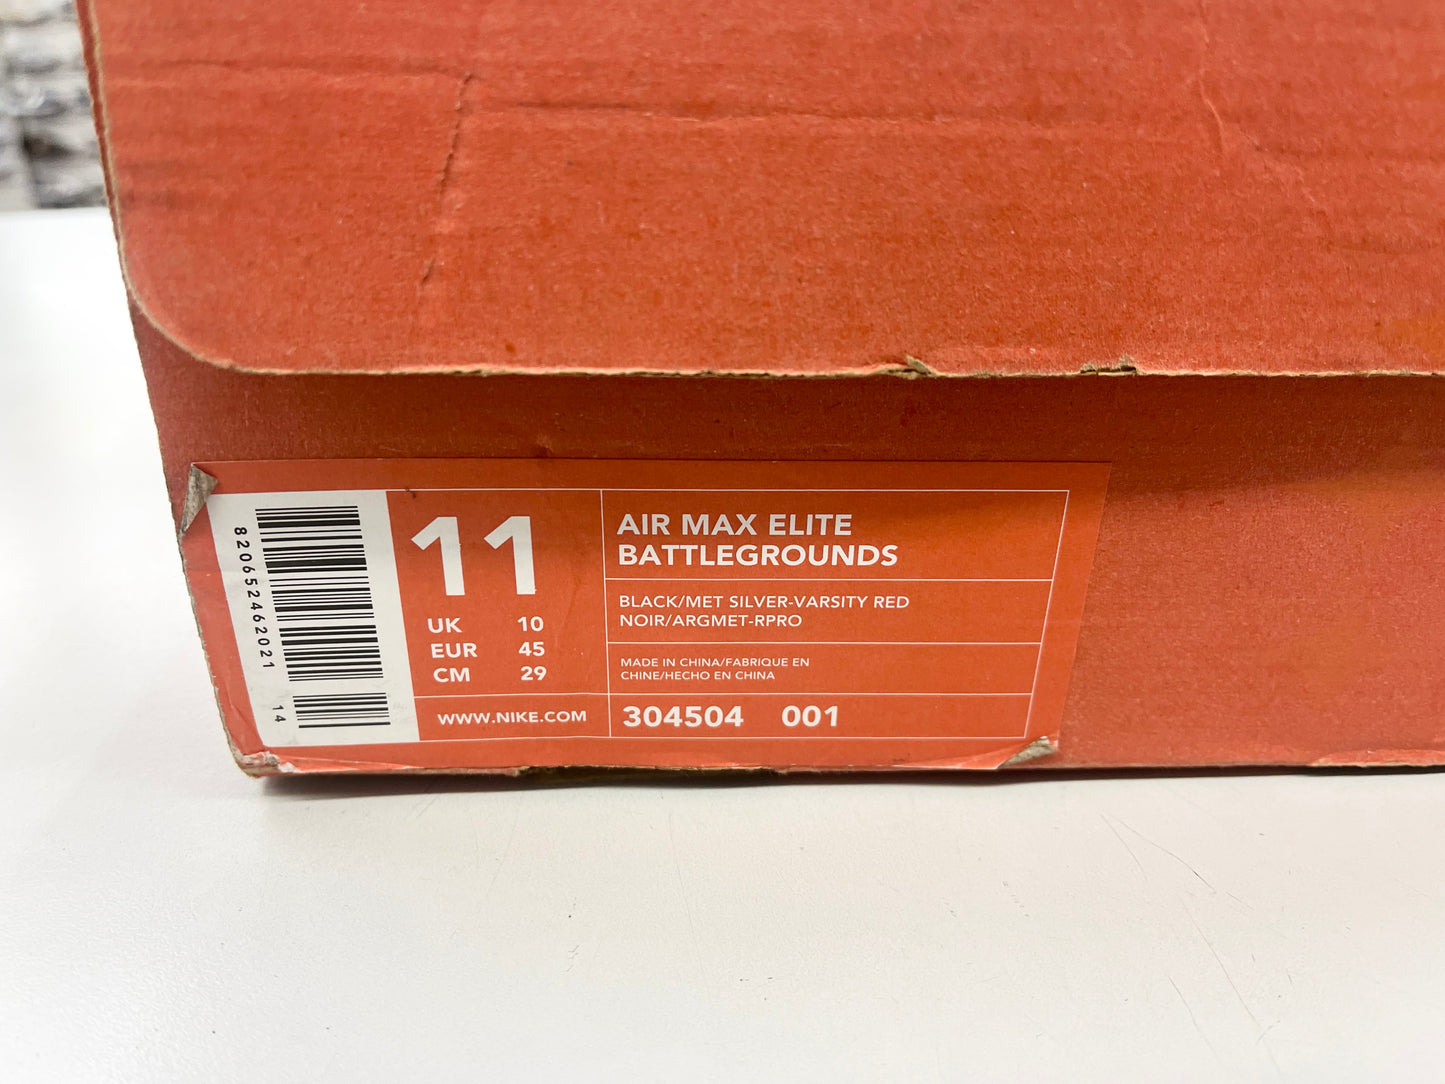 820652462021
14
11
UK 10
EUR 45
CM 29
WWW.NIKE.COM
AIR MAX ELITE
BATTLEGROUNDS
BLACK/MET SILVER-VARSITY RED
NOIR/ARGMET-RPRO
MADE IN CHINA/FABRIQUE EN
CHINE/HECHO EN CHINA
304504 001